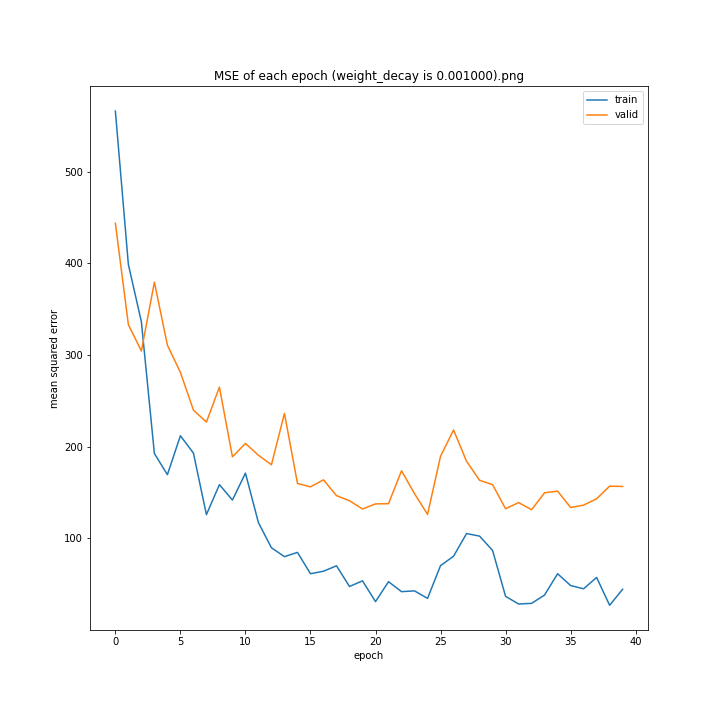 MSE of each epoch (weight_decay is 0.001000).png
train
valid
500
400
300
200
100
mean squared error
0 5 10 15 20 25 30 35 40
epoch